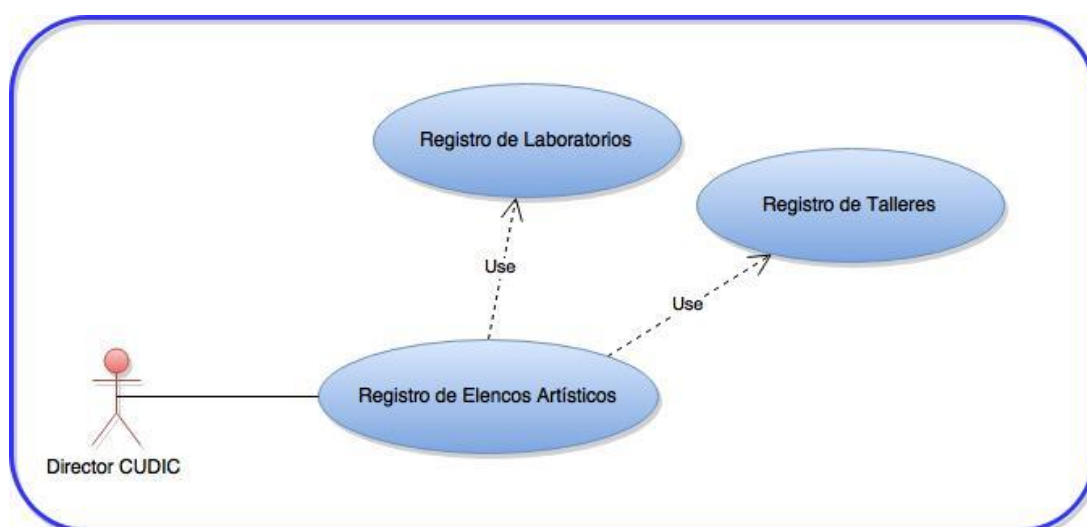 Registro de Laboratorios
Registro de Talleres
Use
Use
Registro de Elencos Artísticos
Director CUDIC